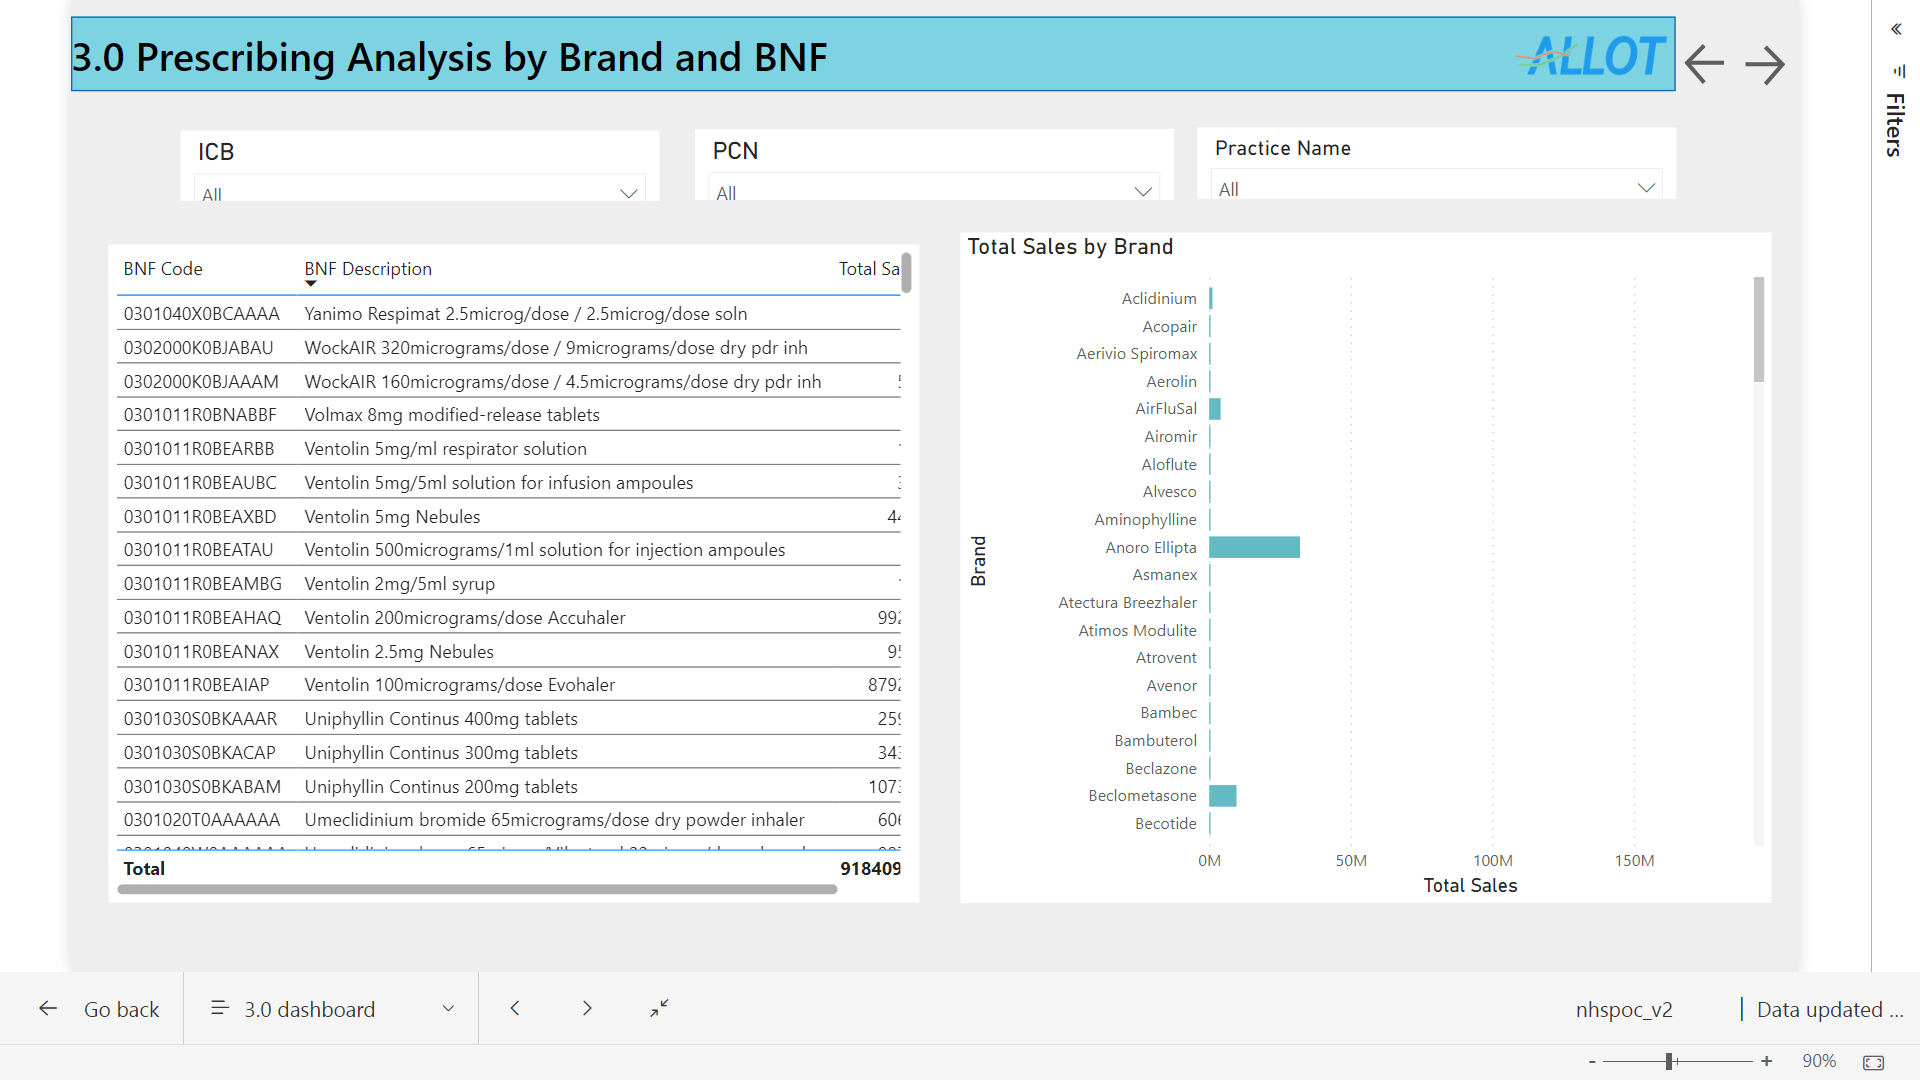 3.0 Prescribing Analysis by Brand and BNF
ALLOT
Filters
ICB
All
PCN
All
Practice Name
All
BNF Code BNF Description Total Sa
0301040X0BCAAAA Yanimo Respimat 2.5microg/dose / 2.5microg/dose soln
0302000K0BJABAU WockAIR 320micrograms/dose / 9micrograms/dose dry pdr inh
0302000K0BJAAAM WockAIR 160micrograms/dose / 4.5micrograms/dose dry pdr inh
0301011R0BNABBF Volmax 8mg modified-release tablets
0301011R0BEARBB Ventolin 5mg/ml respirator solution
0301011R0BEAUBC Ventolin 5mg/5ml solution for infusion ampoules
0301011R0BEAXBD Ventolin 5mg Nebules 44
0301011R0BEATAU Ventolin 500micrograms/1ml solution for injection ampoules
0301011R0BEAMBG Ventolin 2mg/5ml syrup
0301011R0BEAHAQ Ventolin 200micrograms/dose Accuhaler 992
0301011R0BEANAX Ventolin 2.5mg Nebules 95
0301011R0BEAIAP Ventolin 100micrograms/dose Evohaler 8792
0301030S0BKAAAR Uniphyllin Continus 400mg tablets 259
0301030S0BKACAP Uniphyllin Continus 300mg tablets 343
0301030S0BKABAM Uniphyllin Continus 200mg tablets 1073
0301020T0AAAAAA Umeclidinium bromide 65micrograms/dose dry powder inhaler 606
Total 918409
Total Sales by Brand
Brand
Aclidinium
Acopair
Aerivio Spiromax
Aerolin
AirFluSal
Airomir
Aloflute
Alvesco
Aminophylline
Anoro Ellipta
Asmanex
Atectura Breezhaler
Atimos Modulite
Atrovent
Avenor
Bambec
Bambuterol
Beclazone
Beclometasone
Becotide
0M 50M 100M 150M
Total Sales
Go back 3.0 dashboard nhspoc_v2 | Data updated ...
- + 90%